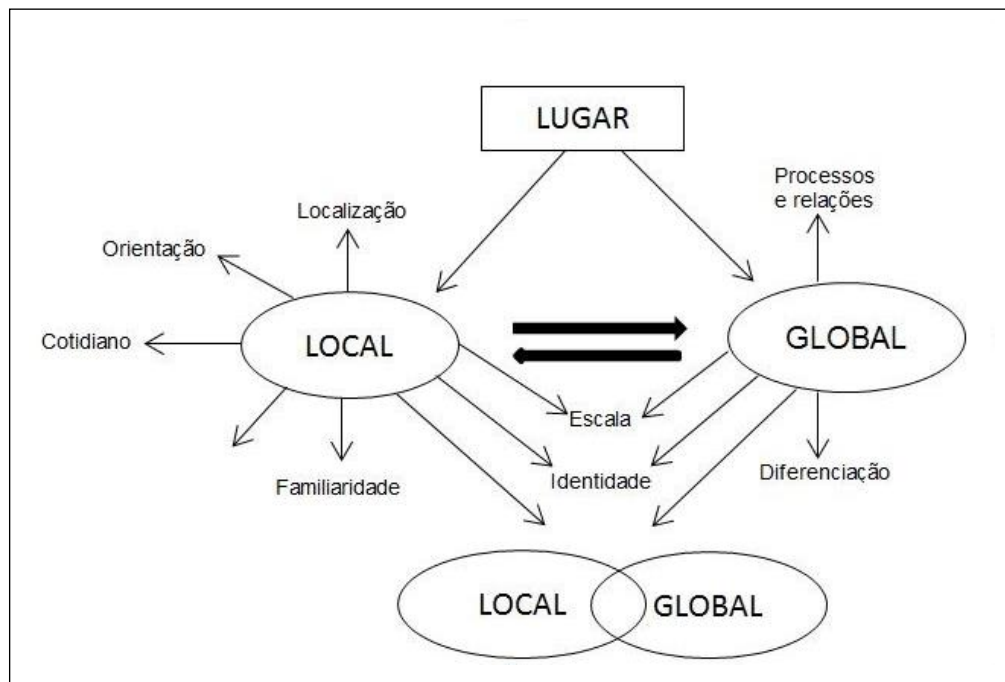 LUGAR
Processos
e relações
Localização
Orientação
Cotidiano
LOCAL
GLOBAL
Escala
Familiaridade
Identidade
Diferenciação
LOCAL
GLOBAL